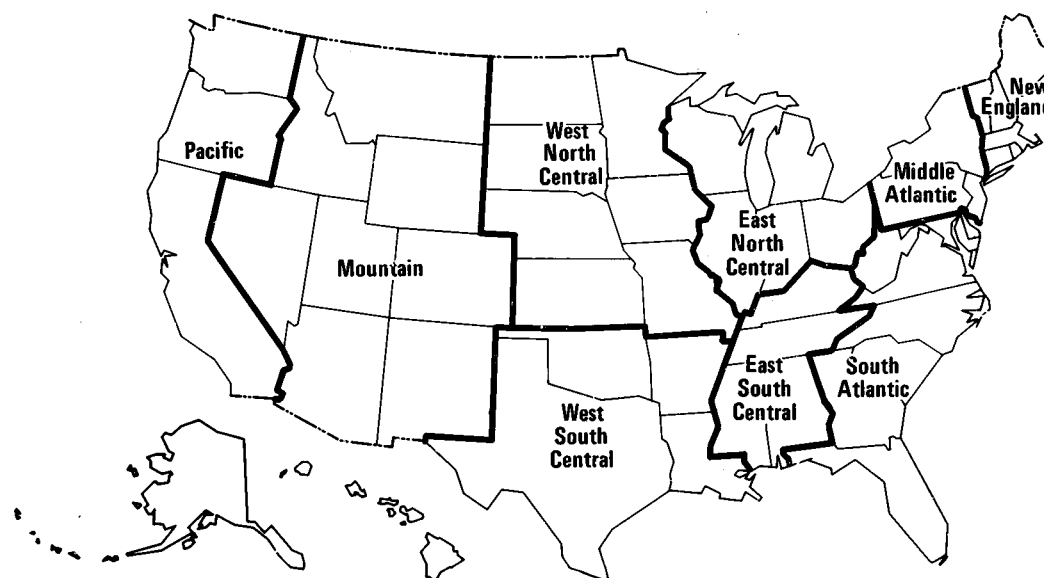 Pacific
Mountain
West
North
Central
West
South
Central
East
North
Central
East
South
Central
South
Atlantic
Middle
Atlantic
New
England